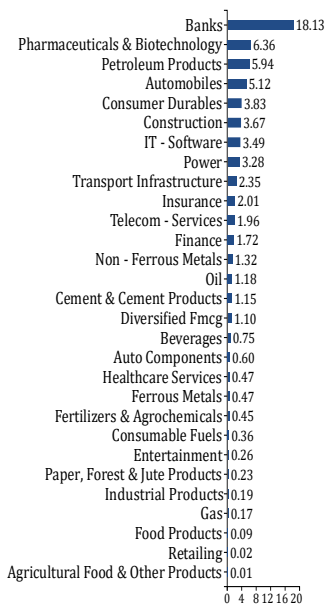 Banks 18.13
Pharmaceuticals & Biotechnology 6.36
Petroleum Products 5.94
Automobiles 5.12
Consumer Durables 3.83
Construction 3.67
IT - Software 3.49
Power 3.28
Transport Infrastructure 2.35
Insurance 2.01
Telecom - Services 1.96
Finance 1.72
Non - Ferrous Metals 1.32
Oil 1.18
Cement & Cement Products 1.15
Diversified Fmcg 1.10
Beverages 0.75
Auto Components 0.60
Healthcare Services 0.47
Ferrous Metals 0.47
Fertilizers & Agrochemicals 0.45
Consumable Fuels 0.36
Entertainment 0.26
Paper, Forest & Jute Products 0.23
Industrial Products 0.19
Gas 0.17
Food Products 0.09
Retailing 0.02
Agricultural Food & Other Products 0.01
0 4 8 12 16 20